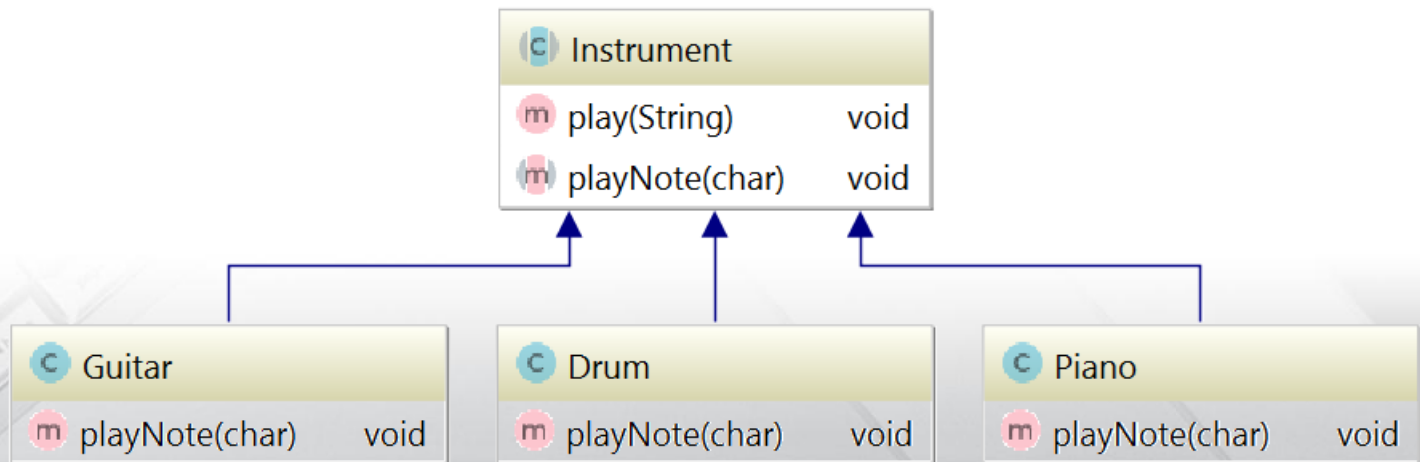 C Instrument
m play(String) void
m playNote(char) void
C Guitar
m playNote(char) void
C Drum
m playNote(char) void
C Piano
m playNote(char) void